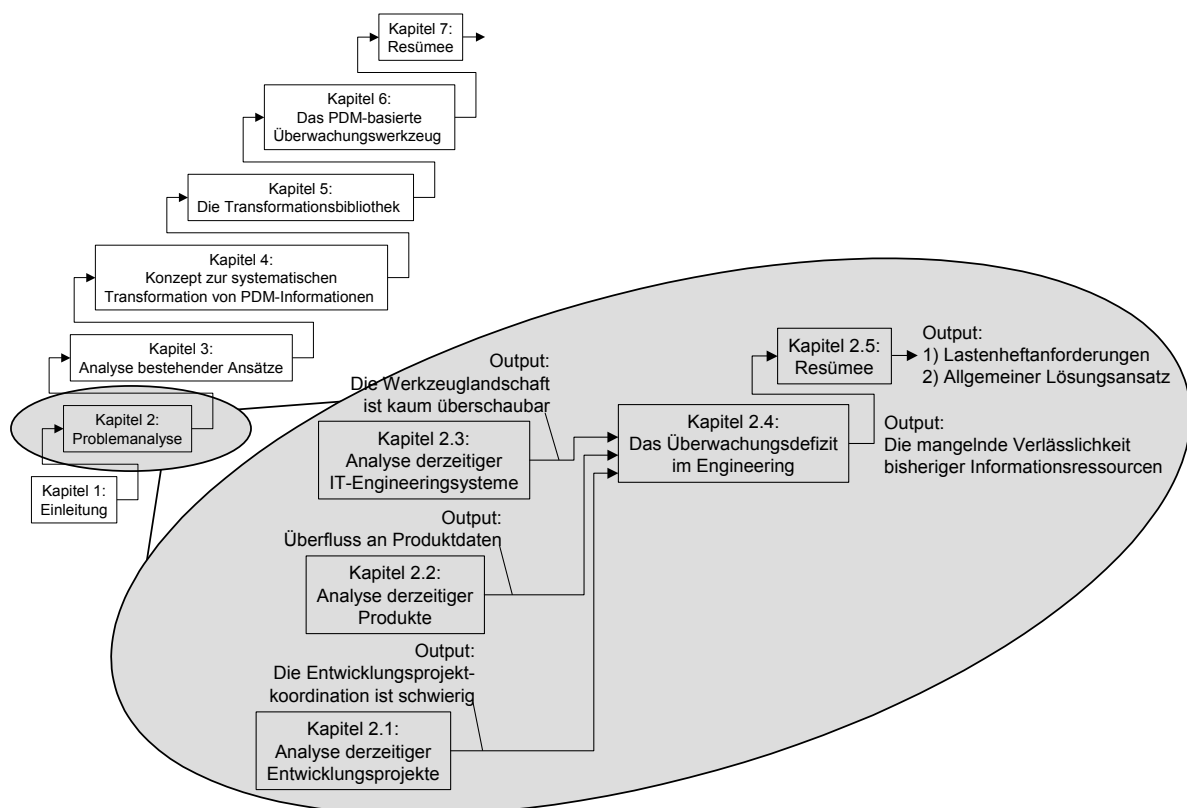 Kapitel 7:
Resümee
Kapitel 6:
Das PDM-basierte
Überwachungswerkzeug
Kapitel 5:
Die Transformationsbibliothek
Kapitel 4:
Konzept zur systematischen
Transformation von PDM-Informationen
Kapitel 3:
Analyse bestehender Ansätze
Kapitel 2:
Problemanalyse
Kapitel 1:
Einleitung
Output:
Die Werkzeuglandschaft
ist kaum überschaubar
Kapitel 2.3:
Analyse derzeitiger
IT-Engineeringsysteme
Output:
Überfluss an Produktdaten
Kapitel 2.2:
Analyse derzeitiger
Produkte
Output:
Die Entwicklungsprojekt-
koordination ist schwierig
Kapitel 2.1:
Analyse derzeitiger
Entwicklungsprojekte
Kapitel 2.4:
Das Überwachungsdefizit
im Engineering
Output:
Die mangelnde Verlässlichkeit
bisheriger Informationsressourcen
Kapitel 2.5:
Resümee
Output:
1) Lastenheftanforderungen
2) Allgemeiner Lösungsansatz